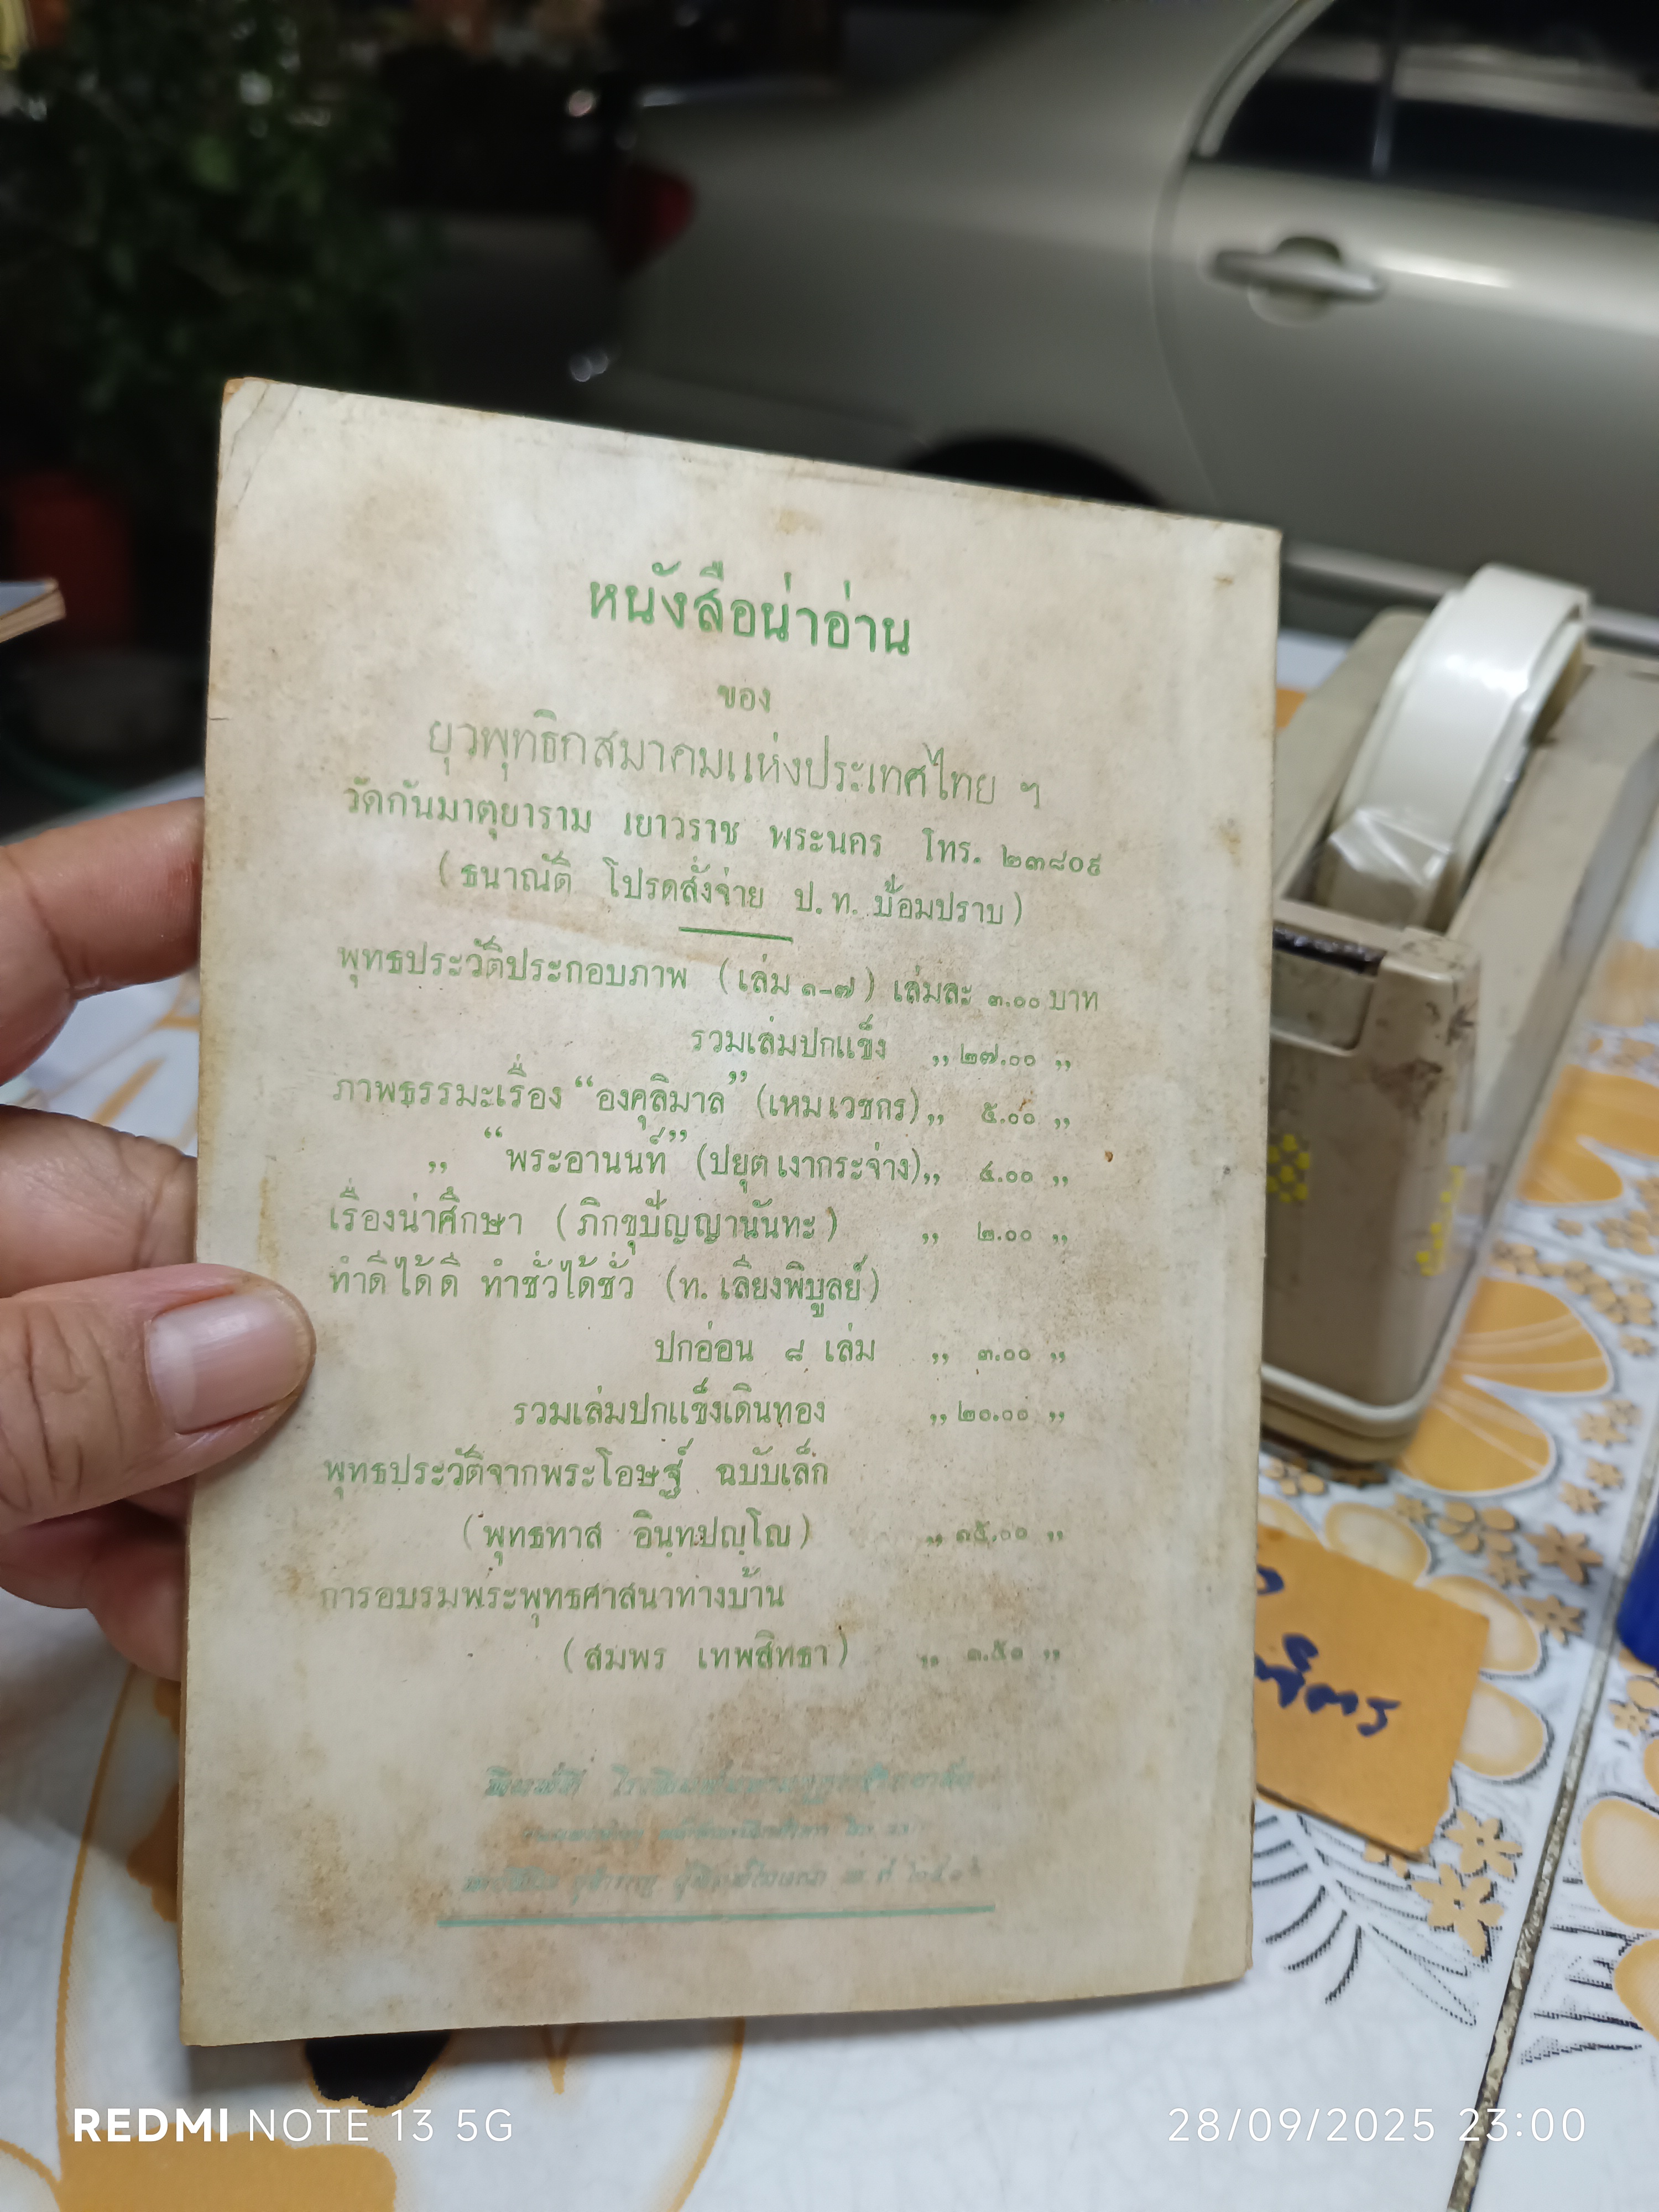 หนังสือน่าอ่าน
ของ
ยุวพุทธิกสมาคมแห่งประเทศไทย ฯ
วัดกันมาตุยาราม เยาวราช พระนคร โทร. ๒๓๘๐๕
(ธนาณัติ โปรดสั่งจ่าย ป.ท. ป้อมปราบ)
พุทธประวัติประกอบภาพ (เล่ม ๑-๗) เล่มละ ๓.๐๐ บาท
รวมเล่มปกแข็ง ,, ๒๗.๐๐ ,,
ภาพธรรมะเรื่อง “องคุลิมาล” (เหมเวชกร) ,, ๕.๐๐ ,,
,, “พระอานนท์” (ปยุต เงากระจ่าง) ,, ๔.๐๐ ,,
เรื่องน่าศึกษา (ภิกขุปัญญานันทะ) ,, ๒.๐๐ ,,
ทำดีได้ดี ทำชั่วได้ชั่ว (ท. เลียงพิบูลย์)
ปกอ่อน ๘ เล่ม ,, ๓.๐๐ ,,
รวมเล่มปกแข็งเดินทอง ,, ๒๐.๐๐ ,,
พุทธประวัติจากพระโอษฐ์ ฉบับเล็ก
(พุทธทาส อินฺทปญฺโญ) ,, ๑๕.๐๐ ,,
การอบรมพระพุทธศาสนาทางบ้าน
(สมพร เทพสิทธา) ,, ๑.๕๐ ,,
พิมพ์ที่
REDMI NOTE 13 5G
28/09/2025 23:00